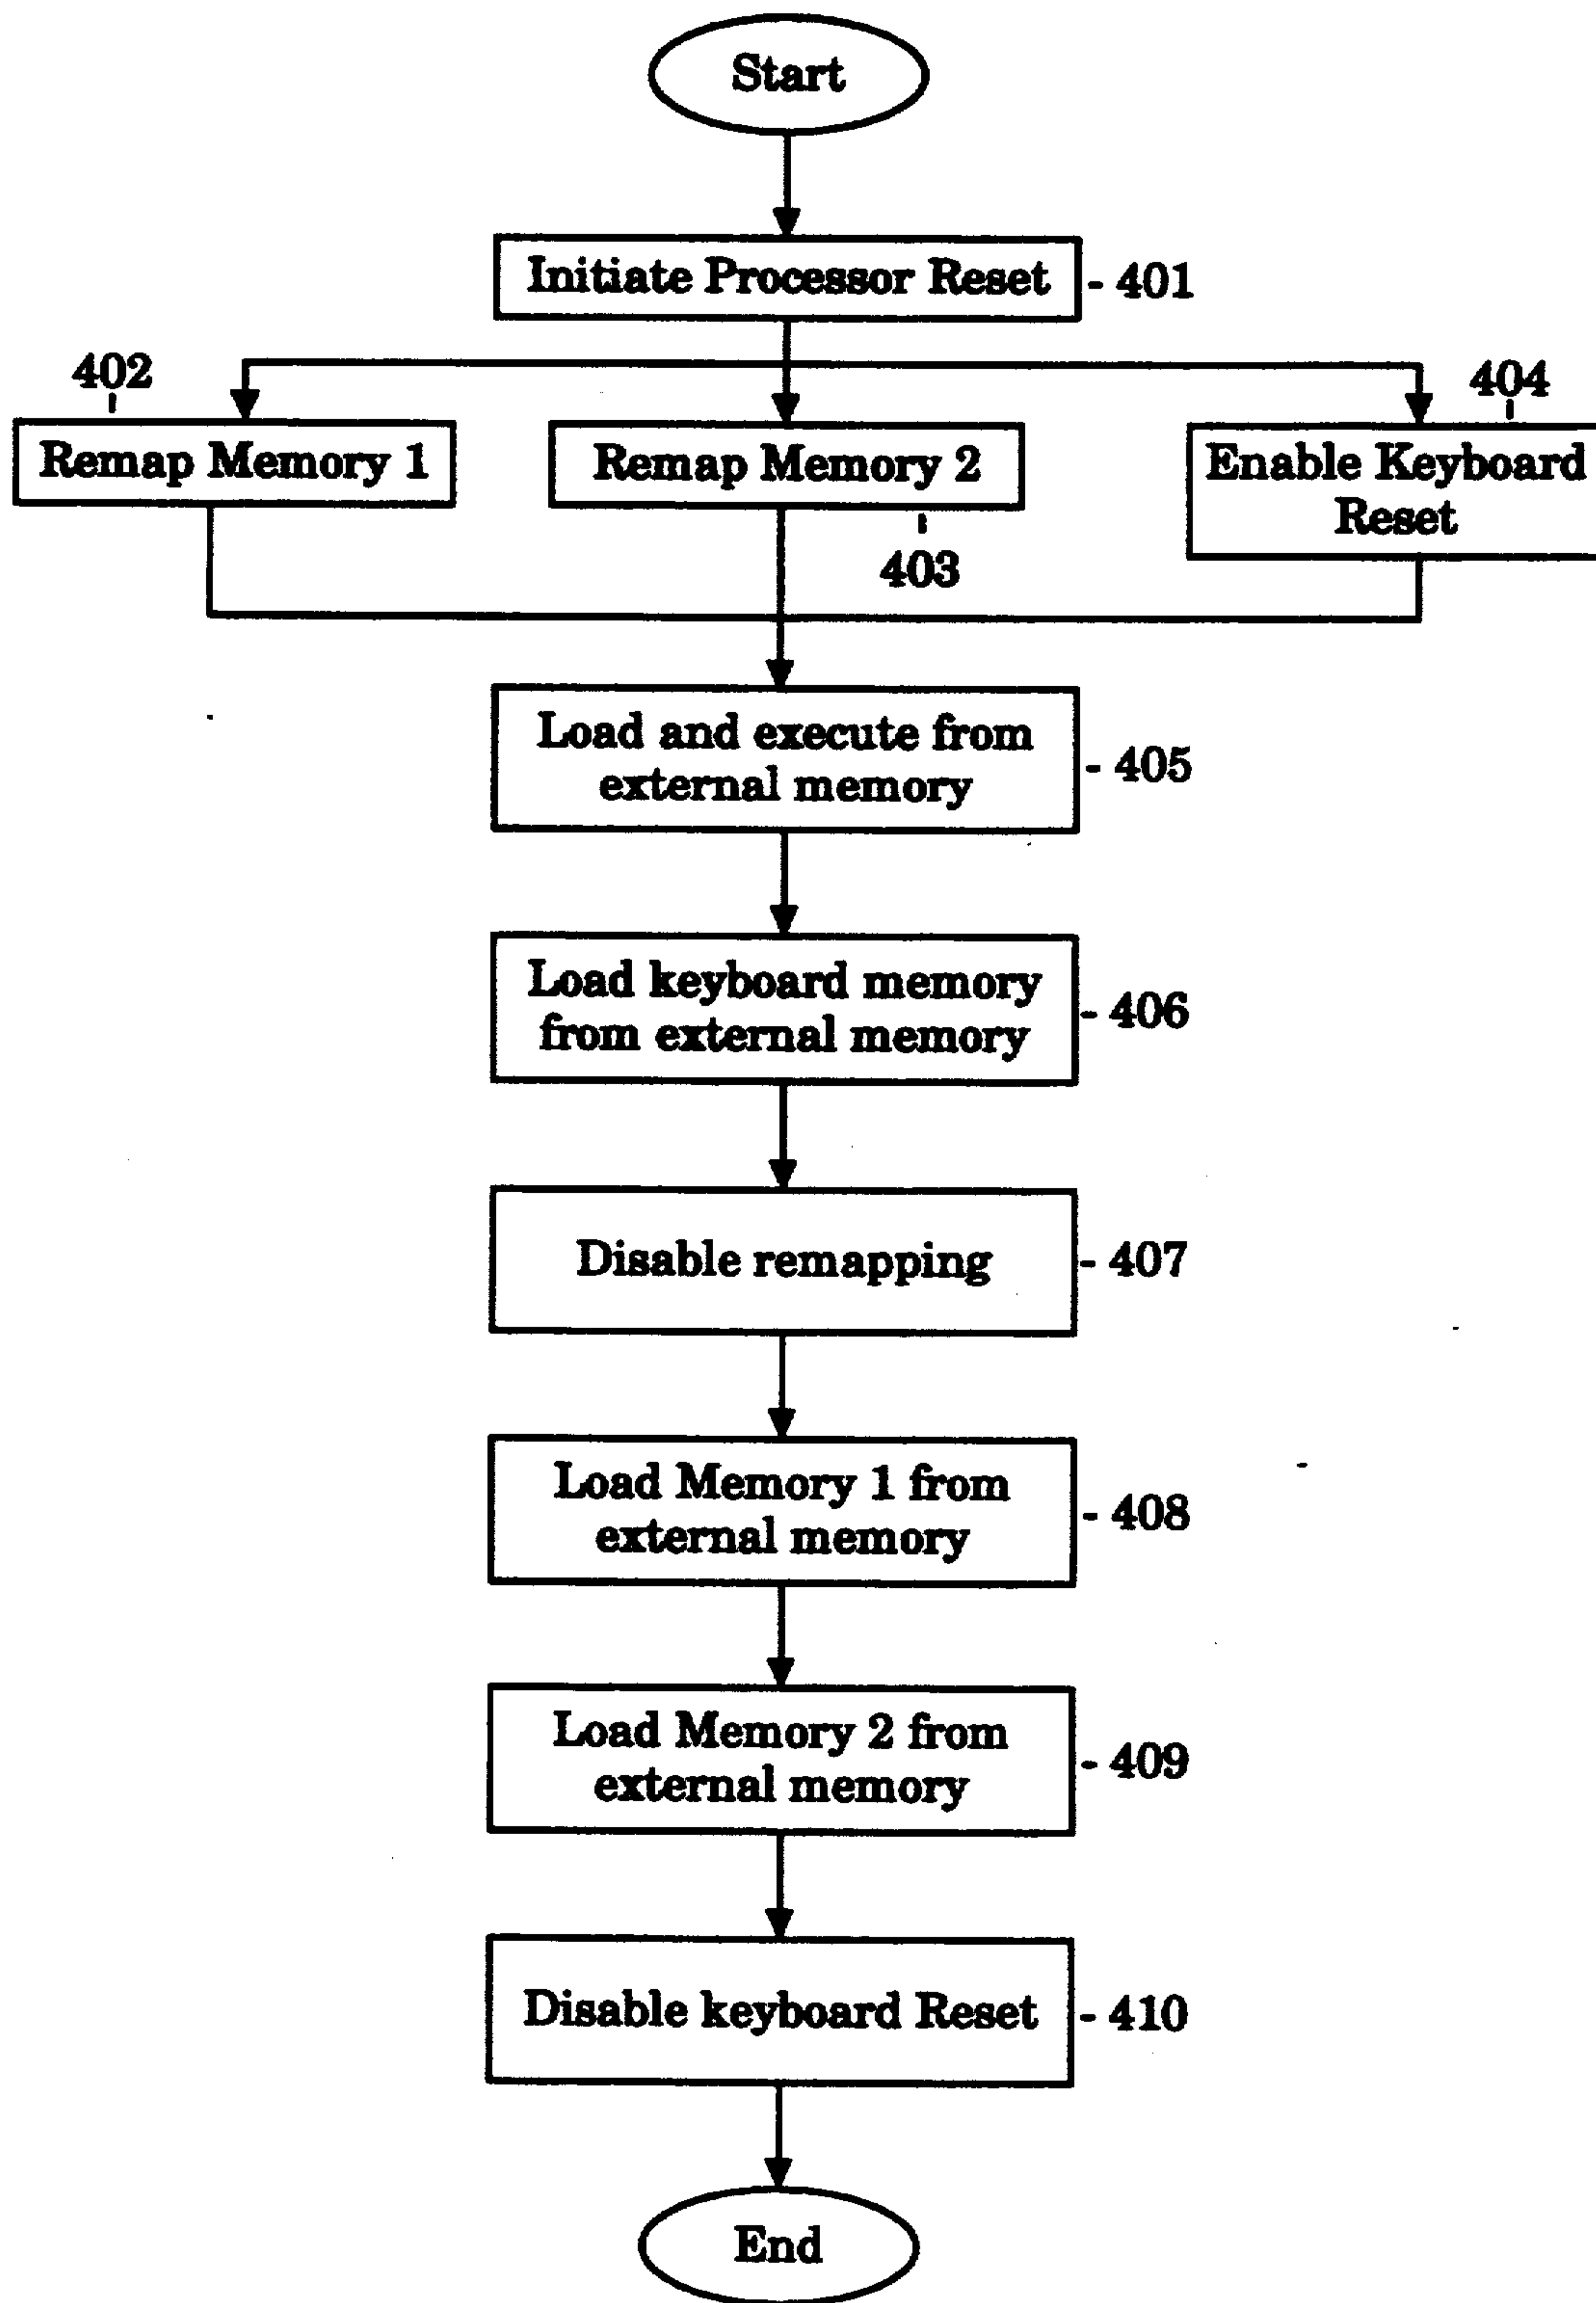 Start
Initiate Processor Reset
- 401
402
404
Remap Memory 1
Remap Memory 2
Enable Keyboard
Reset
403
Load and execute from
external memory
- 405
Load keyboard memory
from external memory
- 406
Disable remapping
- 407
Load Memory 1 from
external memory
- 408
Load Memory 2 from
external memory
- 409
Disable keyboard Reset
- 410
End